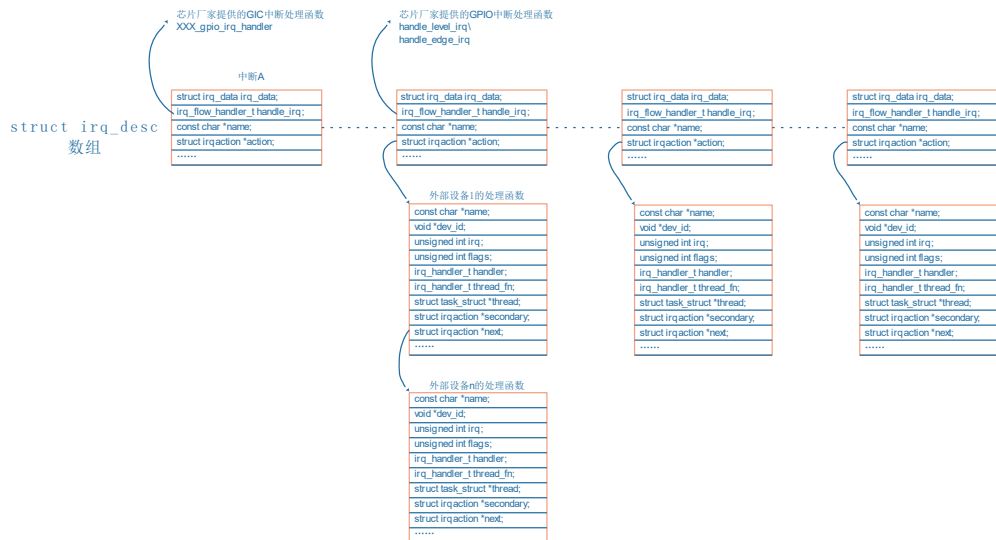 芯片厂家提供的GIC中断处理函数
XXX_gpio_irq_handler
芯片厂家提供的GPIO中断处理函数
handle_level_irq\
handle_edge_irq
中断A
struct irq_desc
数组
struct irq_data irq_data;
irq_flow_handler_t handle_irq;
const char *name;
struct irqaction *action;
......
struct irq_data irq_data;
irq_flow_handler_t handle_irq;
const char *name;
struct irqaction *action;
......
struct irq_data irq_data;
irq_flow_handler_t handle_irq;
const char *name;
struct irqaction *action;
......
struct irq_data irq_data;
irq_flow_handler_t handle_irq;
const char *name;
struct irqaction *action;
......
外部设备1的处理函数
const char *name;
void *dev_id;
unsigned int irq;
unsigned int flags;
irq_handler_t handler;
irq_handler_t thread_fn;
struct task_struct *thread;
struct irqaction *secondary;
struct irqaction *next;
......
const char *name;
void *dev_id;
unsigned int irq;
unsigned int flags;
irq_handler_t handler;
irq_handler_t thread_fn;
struct task_struct *thread;
struct irqaction *secondary;
struct irqaction *next;
......
const char *name;
void *dev_id;
unsigned int irq;
unsigned int flags;
irq_handler_t handler;
irq_handler_t thread_fn;
struct task_struct *thread;
struct irqaction *secondary;
struct irqaction *next;
......
外部设备n的处理函数
const char *name;
void *dev_id;
unsigned int irq;
unsigned int flags;
irq_handler_t handler;
irq_handler_t thread_fn;
struct task_struct *thread;
struct irqaction *secondary;
struct irqaction *next;
......